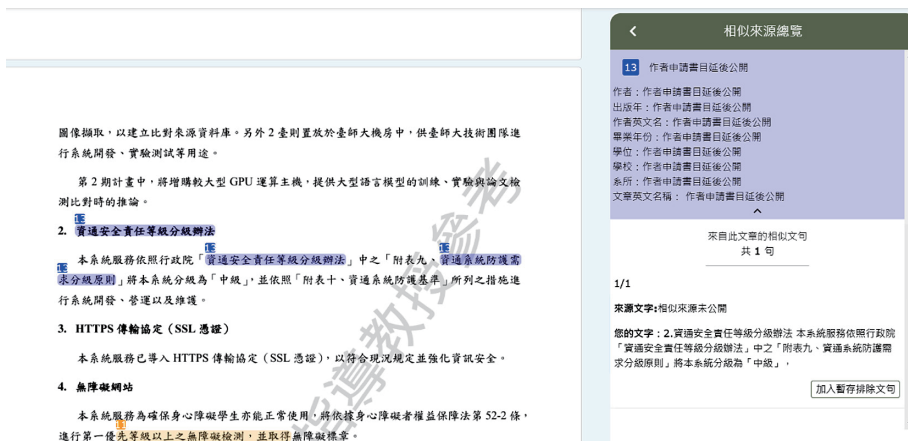 圖像擷取，以建立比對來源資料庫。另外 2 臺則置放於臺師大機房中，供臺師大技術團隊進
行系統開發、實驗測試等用途。
第 2 期計畫中，將增購較大型 GPU 運算主機，提供大型語言模型的訓練、實驗與論文檢
測比對時的推論。
13
2. 資通安全責任等級分級辦法
13 13
本系統服務依照行政院「資通安全責任等級分級辦法」中之「附表九、資通系統防護需
13
求分級原則」將本系統分級為「中級」，並依照「附表十、資通系統防護基準」所列之措施進
行系統開發、營運以及維護。
3. HTTPS 傳輸協定（SSL 憑證）
本系統服務已導入 HTTPS 傳輸協定（SSL 憑證），以符合現況規定並強化資訊安全。
4. 無障礙網站
本系統服務為確保身心障礙學生亦能正常使用，將依據身心障礙者權益保障法第 52-2 條，
11
進行第一優先等級以上之無障礙檢測，並取得無障礙標章。
指導教授參考
相似來源總覽
13 作者申請書目延後公開
作者：作者申請書目延後公開
出版年：作者申請書目延後公開
作者英文名：作者申請書目延後公開
畢業年份：作者申請書目延後公開
學位：作者申請書目延後公開
學校：作者申請書目延後公開
系所：作者申請書目延後公開
文章英文名稱： 作者申請書目延後公開
來自此文章的相似文句
共 1 句
1/1
來源文字:相似來源未公開
您的文字：2.資通安全責任等級分級辦法 本系統服務依照行政院
「資通安全責任等級分級辦法」中之「附表九、資通系統防護需
求分級原則」將本系統分級為「中級」，
加入暫存排除文句